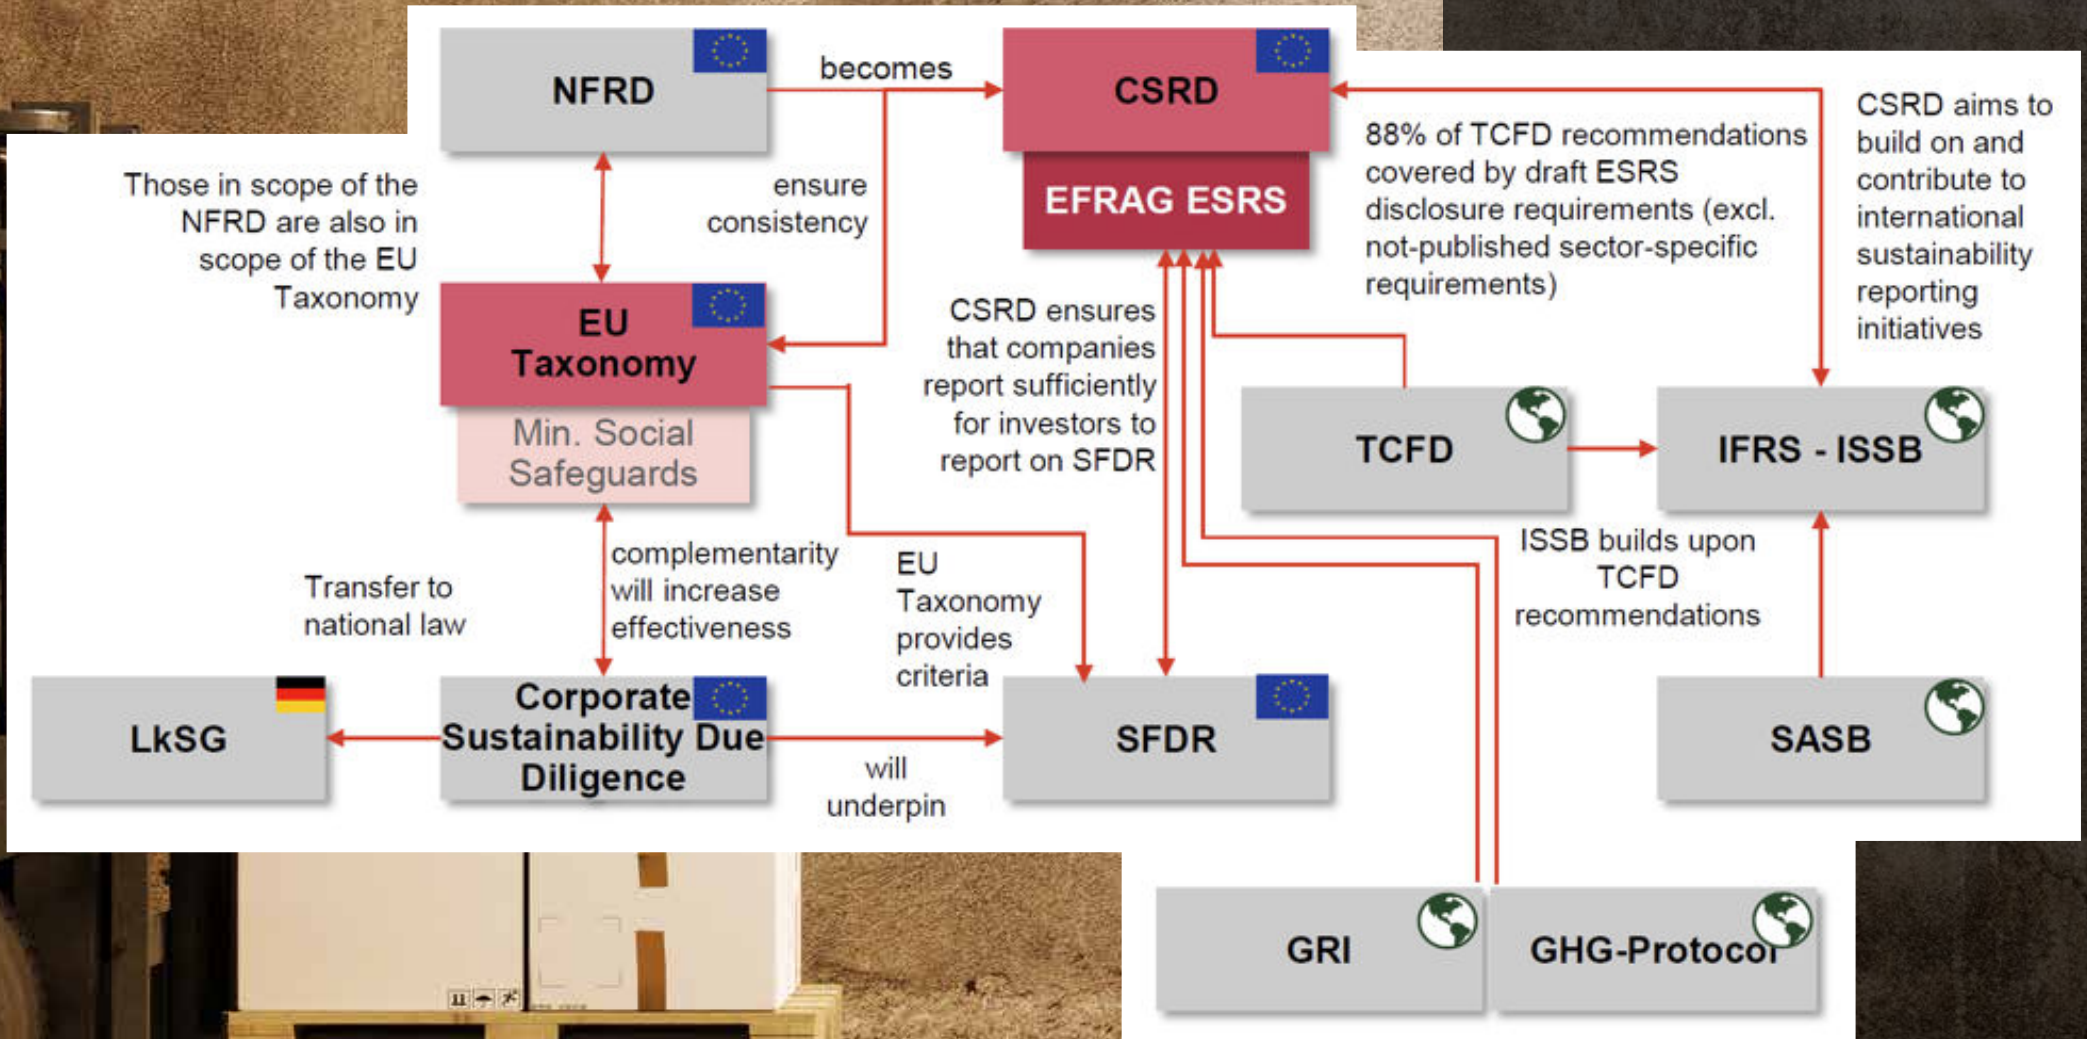 NFRD
becomes
CSRD
EFRAG ESRS
88% of TCFD recommendations
covered by draft ESRS
disclosure requirements (excl.
not-published sector-specific
requirements)
CSRD aims to
build on and
contribute to
international
sustainability
reporting
initiatives
Those in scope of the
NFRD are also in
scope of the EU
Taxonomy
ensure
consistency
EU
Taxonomy
Min. Social
Safeguards
CSRD ensures
that companies
report sufficiently
for investors to
report on SFDR
TCFD
IFRS - ISSB
Transfer to
national law
complementarity
will increase
effectiveness
EU
Taxonomy
provides
criteria
ISSB builds upon
TCFD
recommendations
LkSG
Corporate
Sustainability Due
Diligence
will
underpin
SFDR
SASB
GRI
GHG-Protocol